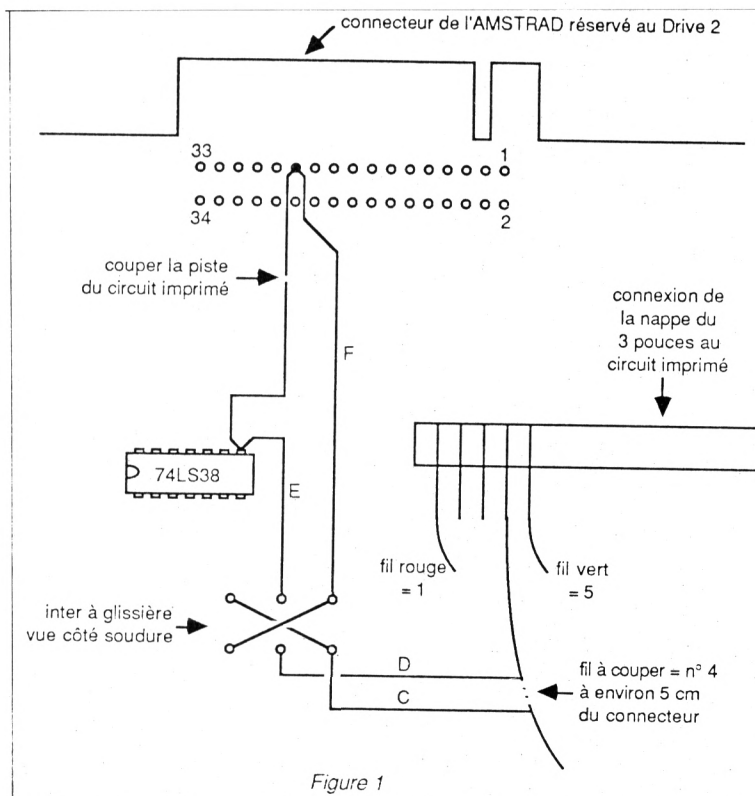 connecteur de l'AMSTRAD réservé au Drive 2
33
1
34
2
couper la piste
du circuit imprimé
connexion de
la nappe du
3 pouces au
circuit imprimé
F
74LS38
E
fil rouge
= 1
fil vert
= 5
inter à glissière
vue côté soudure
D
C
fil à couper = n° 4
à environ 5 cm
du connecteur
Figure 1